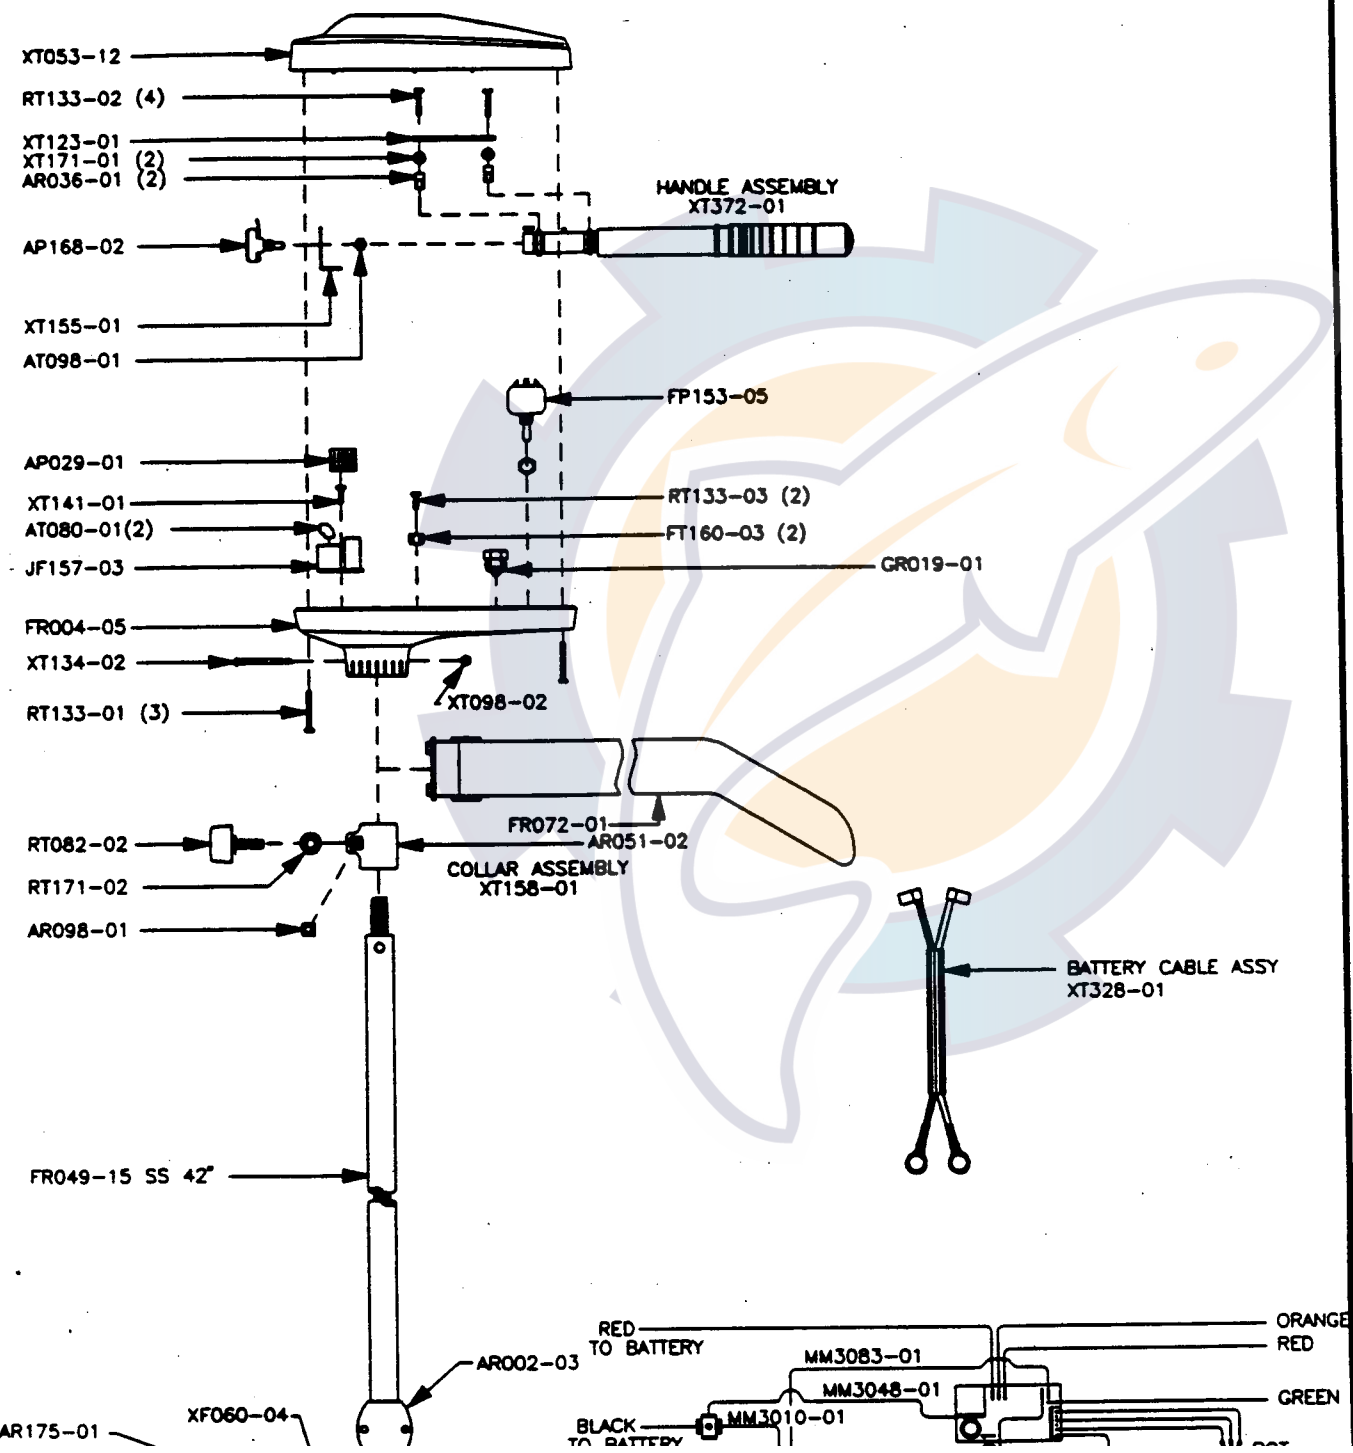 XT053-12
RT133-02 (4)
XT123-01
XT171-01 (2)
AR036-01 (2)
HANDLE ASSEMBLY
XT372-01
AP168-02
XT155-01
AT098-01
FP153-05
AP029-01
XT141-01
RT133-03 (2)
AT080-01(2)
FT160-03 (2)
JF157-03
GR019-01
FR004-05
XT134-02
XT098-02
RT133-01 (3)
FR072-01
RT082-02
AR051-02
COLLAR ASSEMBLY
XT158-01
RT171-02
AR098-01
BATTERY CABLE ASSY
XT328-01
FR049-15 SS 42"
RED
TO BATTERY
ORANGE
RED
MM3083-01
AR002-03
MM3048-01
GREEN
XF060-04
MM3010-01
BLACK
TO BATTERY
AR175-01